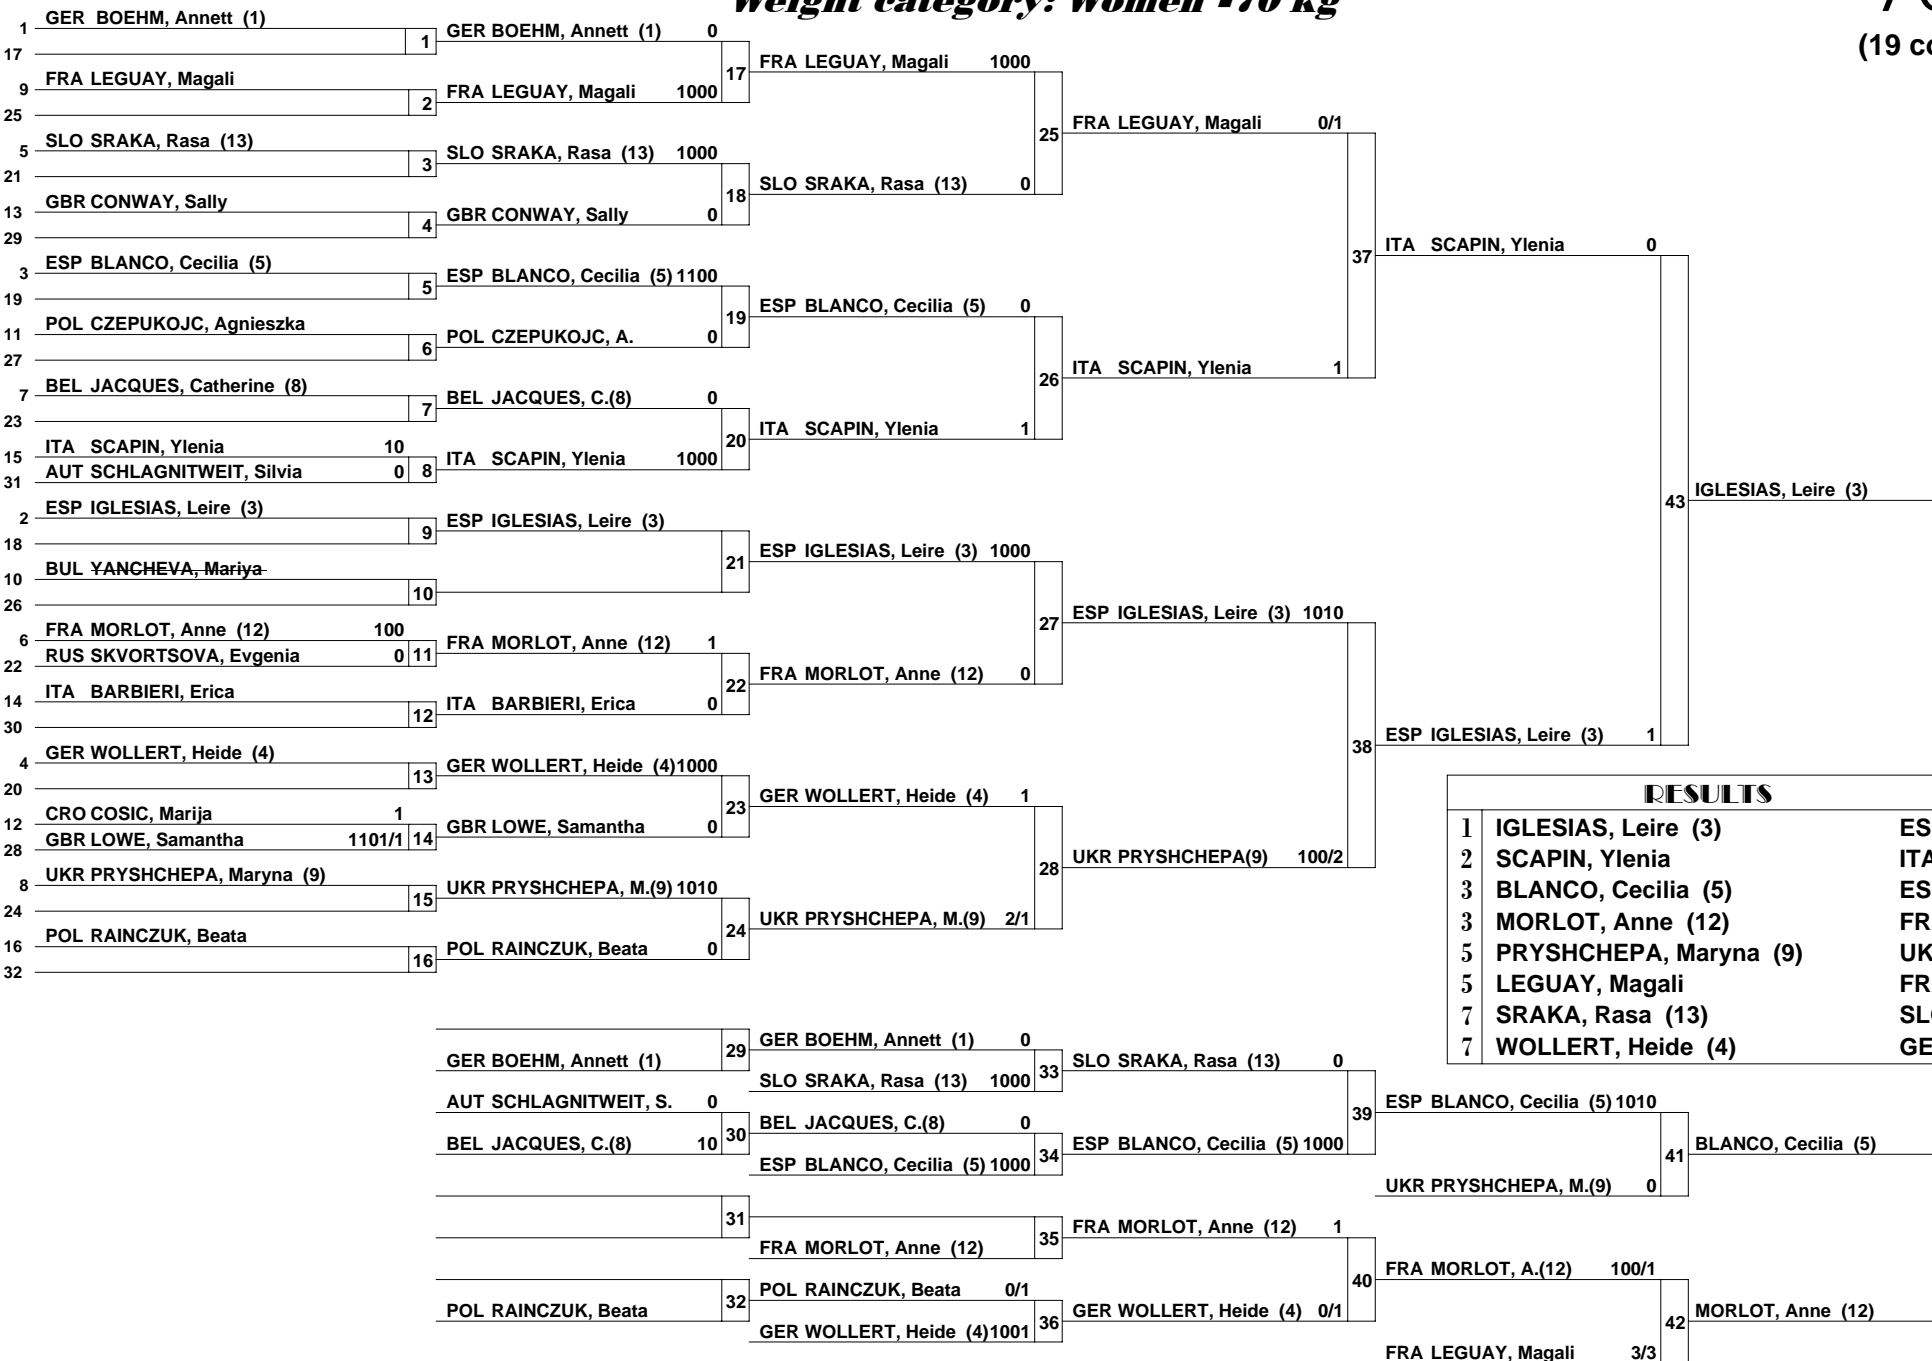 Weight category: Women -70 kg
(19 co
1 GER BOEHM, Annett (1)
17
1
9 FRA LEGUAY, Magali
25
2
5 SLO SRAKA, Rasa (13)
21
3
13 GBR CONWAY, Sally
29
4
3 ESP BLANCO, Cecilia (5)
19
5
11 POL CZEPUKOJC, Agnieszka
27
6
7 BEL JACQUES, Catherine (8)
23
7
15 ITA SCAPIN, Ylenia 10
31 AUT SCHLAGNITWEIT, Silvia 0
8
2 ESP IGLESIAS, Leire (3)
18
9
10 BUL YANCHEVA, Mariya
26
10
6 FRA MORLOT, Anne (12) 100
22 RUS SKVORTSOVA, Evgenia 0
11
14 ITA BARBIERI, Erica
30
12
4 GER WOLLERT, Heide (4)
20
13
12 CRO COSIC, Marija 1
28 GBR LOWE, Samantha 1101/1
14
8 UKR PRYSHCHEPA, Maryna (9)
24
15
16 POL RAINCZUK, Beata
32
16
GER BOEHM, Annett (1) 0
FRA LEGUAY, Magali 1000
17
SLO SRAKA, Rasa (13) 1000
GBR CONWAY, Sally 0
18
ESP BLANCO, Cecilia (5) 1100
POL CZEPUKOJC, A. 0
19
BEL JACQUES, C.(8) 0
ITA SCAPIN, Ylenia 1000
20
ESP IGLESIAS, Leire (3)
21
FRA MORLOT, Anne (12) 1
ITA BARBIERI, Erica 0
22
GER WOLLERT, Heide (4) 1000
GBR LOWE, Samantha 0
23
UKR PRYSHCHEPA, M.(9) 1010
POL RAINCZUK, Beata 0
24
FRA LEGUAY, Magali 1000
SLO SRAKA, Rasa (13) 0
25
ESP BLANCO, Cecilia (5) 0
ITA SCAPIN, Ylenia 1
26
ESP IGLESIAS, Leire (3) 1000
FRA MORLOT, Anne (12) 0
27
GER WOLLERT, Heide (4) 1
UKR PRYSHCHEPA, M.(9) 2/1
28
FRA LEGUAY, Magali 0/1
ITA SCAPIN, Ylenia 1
37
ESP IGLESIAS, Leire (3) 1010
UKR PRYSHCHEPA(9) 100/2
38
ITA SCAPIN, Ylenia 0
ESP IGLESIAS, Leire (3) 1
43
IGLESIAS, Leire (3)
RESULTS
1 IGLESIAS, Leire (3) ES
2 SCAPIN, Ylenia ITA
3 BLANCO, Cecilia (5) ES
3 MORLOT, Anne (12) FR
5 PRYSHCHEPA, Maryna (9) UK
5 LEGUAY, Magali FR
7 SRAKA, Rasa (13) SL
7 WOLLERT, Heide (4) GE
GER BOEHM, Annett (1)
29
AUT SCHLAGNITWEIT, S. 0
BEL JACQUES, C.(8) 10
30
31
POL RAINCZUK, Beata
32
GER BOEHM, Annett (1) 0
SLO SRAKA, Rasa (13) 1000
33
BEL JACQUES, C.(8) 0
ESP BLANCO, Cecilia (5) 1000
34
FRA MORLOT, Anne (12)
35
POL RAINCZUK, Beata 0/1
GER WOLLERT, Heide (4) 1001
36
SLO SRAKA, Rasa (13) 0
ESP BLANCO, Cecilia (5) 1000
39
FRA MORLOT, Anne (12) 1
GER WOLLERT, Heide (4) 0/1
40
ESP BLANCO, Cecilia (5) 1010
UKR PRYSHCHEPA, M.(9) 0
41
BLANCO, Cecilia (5)
FRA MORLOT, A.(12) 100/1
FRA LEGUAY, Magali 3/3
42
MORLOT, Anne (12)